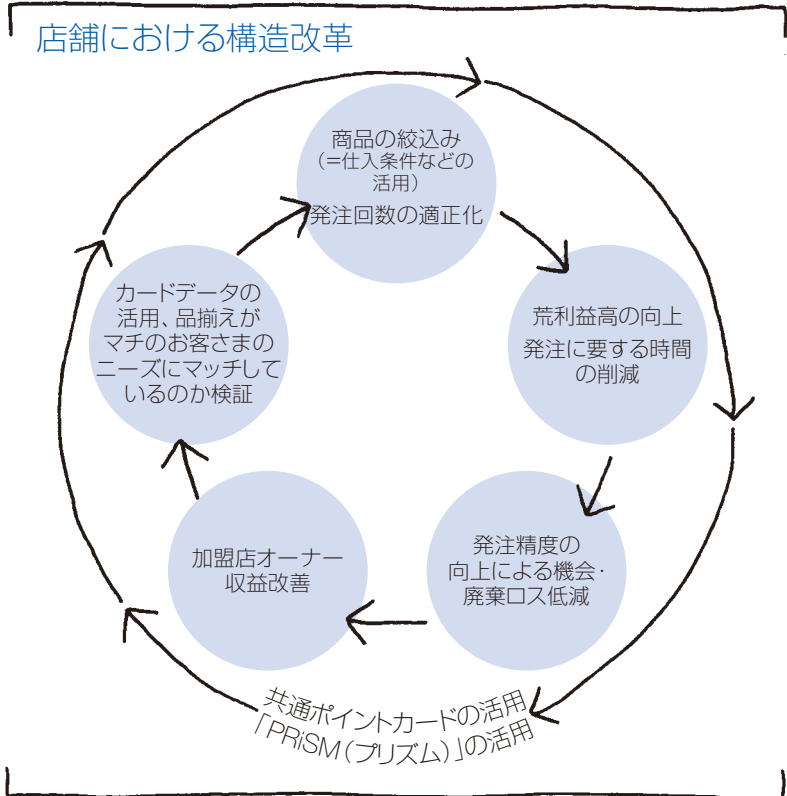 店舗における構造改革
商品の絞込み
(=仕入条件などの
活用)
発注回数の適正化
荒利益高の向上
発注に要する時間
の削減
発注精度の
向上による機会・
廃棄ロス低減
加盟店オーナー
収益改善
カードデータの
活用、品揃えが
マチのお客さまの
ニーズにマッチして
いるのか検証
共通ポイントカードの活用
「PRiSM(プリズム)」の活用